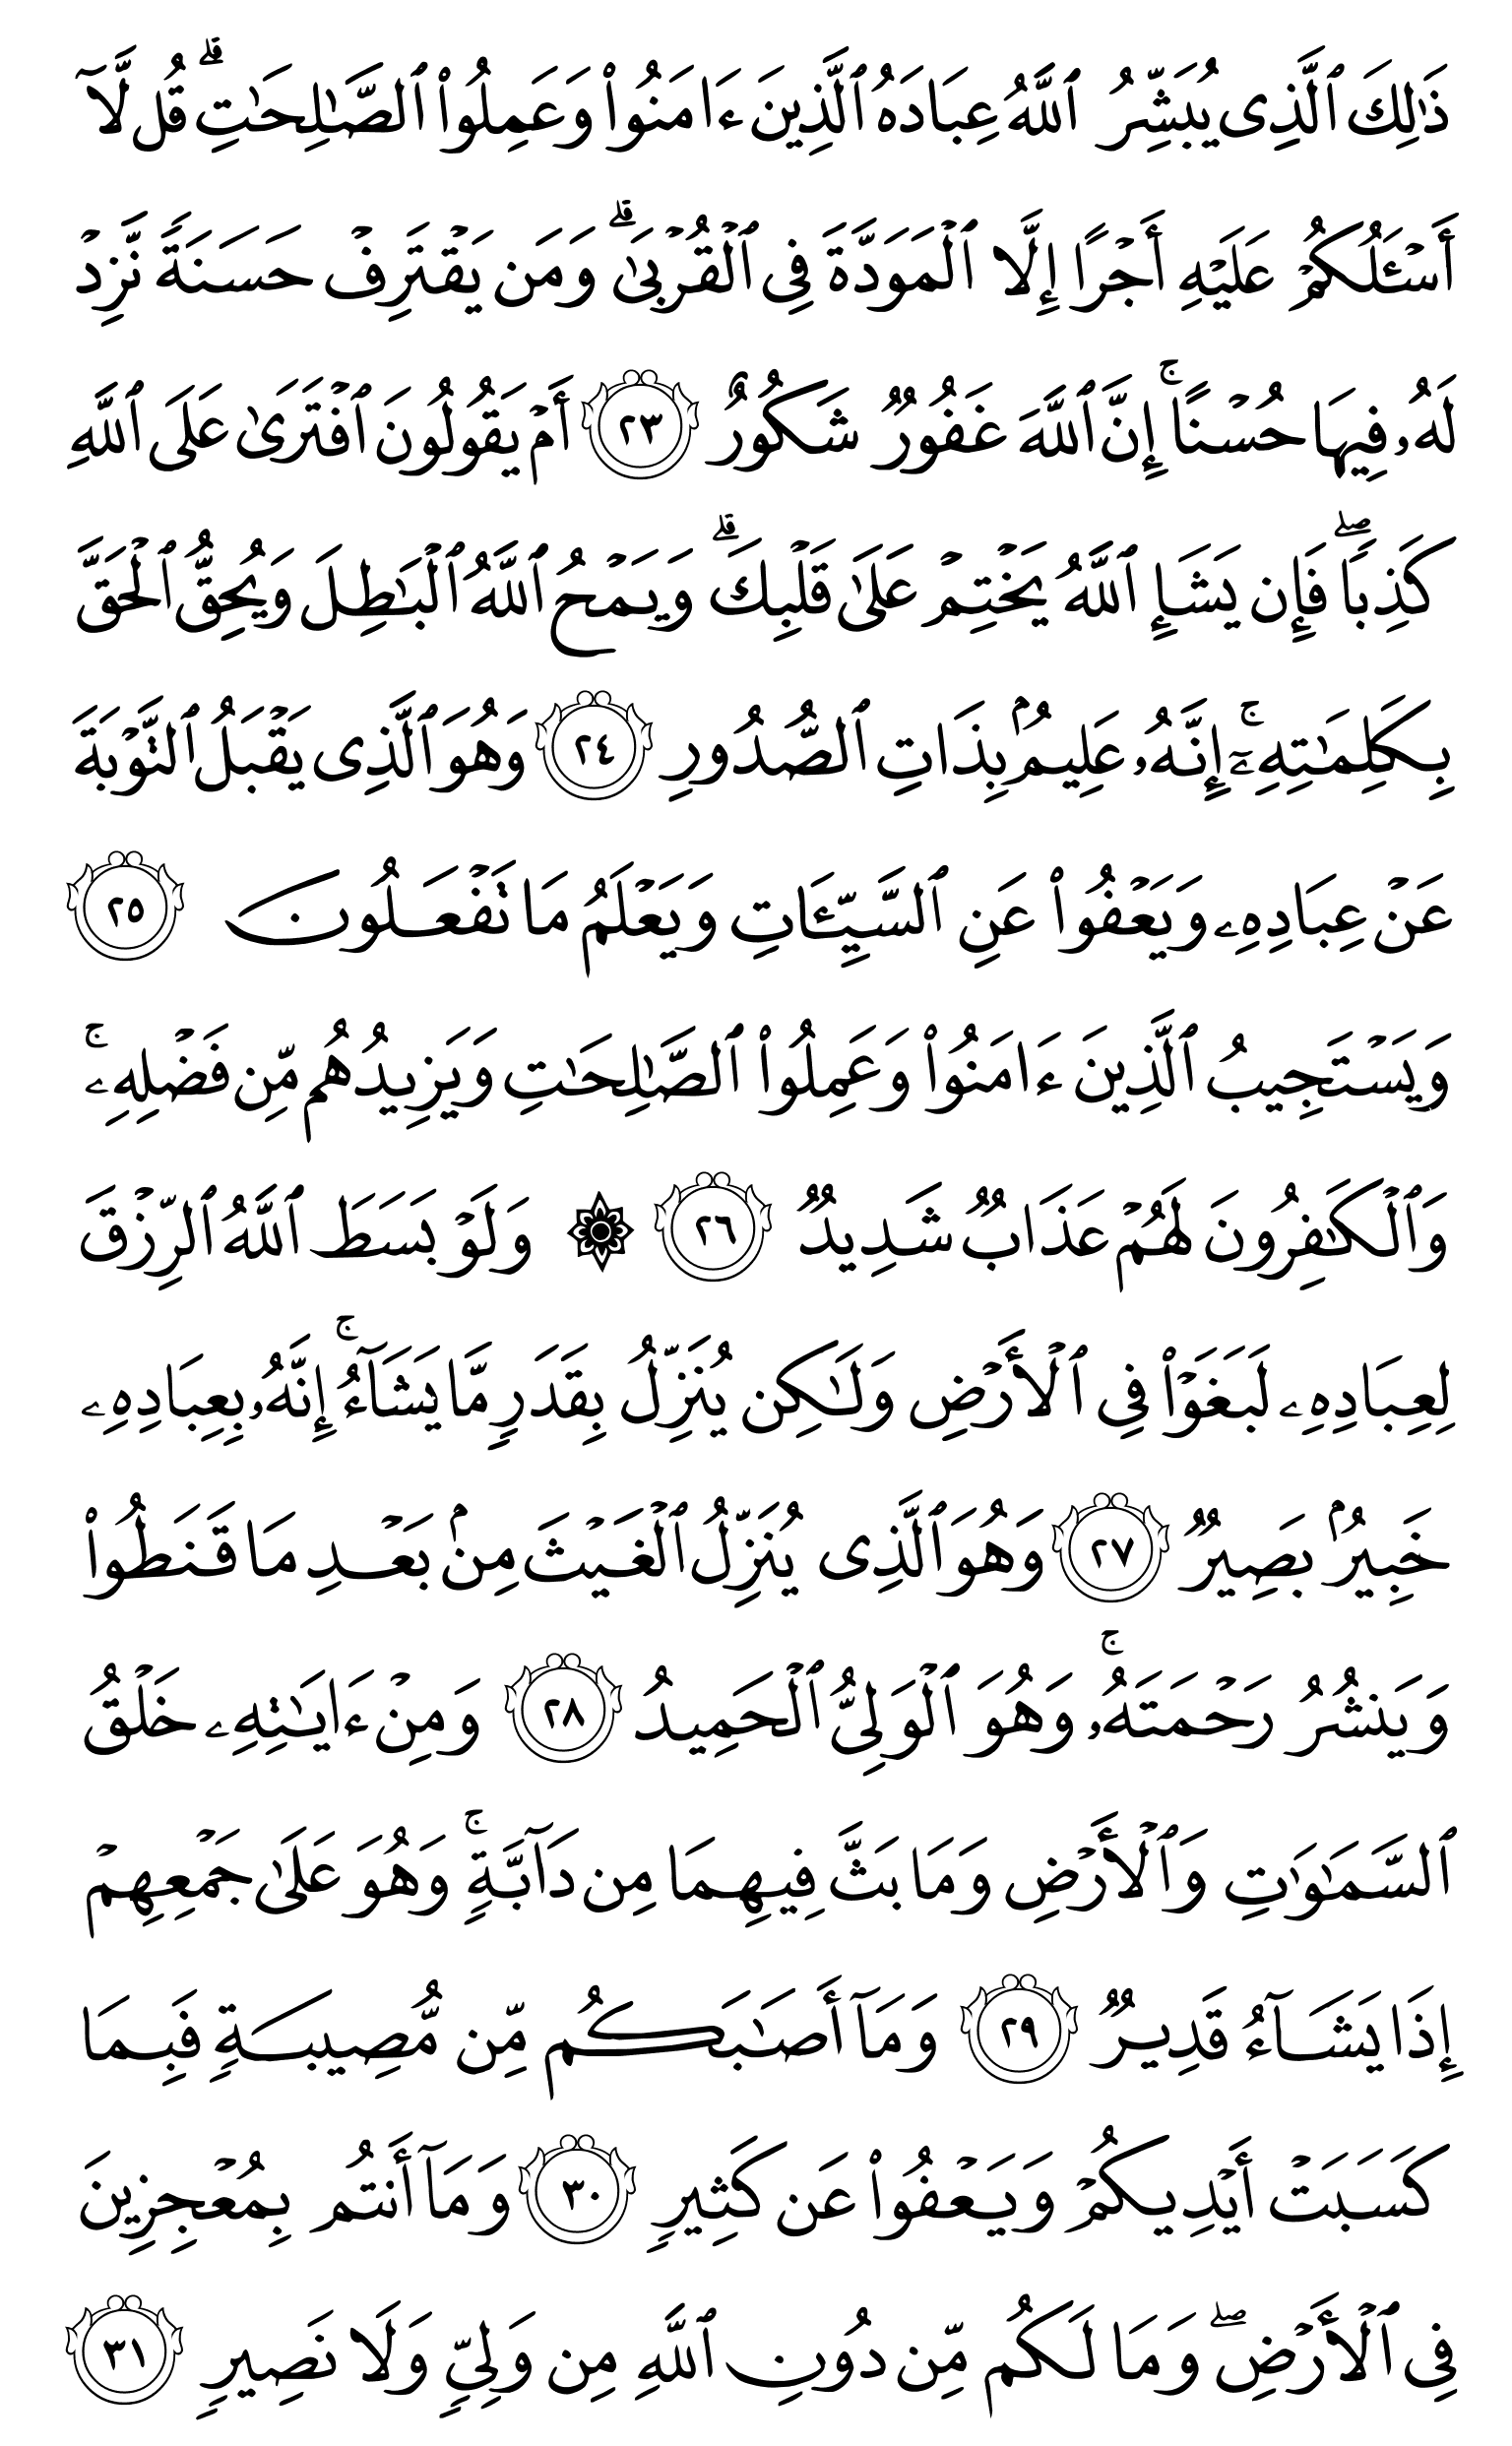 ذَٰلِكَ ٱلَّذِى يُبَشِّرُ ٱللَّهُ عِبَادَهُ ٱلَّذِينَ ءَامَنُوا۟ وَعَمِلُوا۟ ٱلصَّـٰلِحَـٰتِ ۗ قُل لَّآ
أَسْـَٔلُكُمْ عَلَيْهِ أَجْرًا إِلَّا ٱلْمَوَدَّةَ فِى ٱلْقُرْبَىٰ ۗ وَمَن يَقْتَرِفْ حَسَنَةً نَّزِدْ
لَهُۥ فِيهَا حُسْنًا ۚ إِنَّ ٱللَّهَ غَفُورٌ شَكُورٌ ٢٣ أَمْ يَقُولُونَ ٱفْتَرَىٰ عَلَى ٱللَّهِ
كَذِبًا ۖ فَإِن يَشَإِ ٱللَّهُ يَخْتِمْ عَلَىٰ قَلْبِكَ ۗ وَيَمْحُ ٱللَّهُ ٱلْبَـٰطِلَ وَيُحِقُّ ٱلْحَقَّ
بِكَلِمَـٰتِهِۦٓ ۚ إِنَّهُۥ عَلِيمٌۢ بِذَاتِ ٱلصُّدُورِ ٢٤ وَهُوَ ٱلَّذِى يَقْبَلُ ٱلتَّوْبَةَ
عَنْ عِبَادِهِۦ وَيَعْفُوا۟ عَنِ ٱلسَّيِّـَٔاتِ وَيَعْلَمُ مَا تَفْعَلُونَ ٢٥
وَيَسْتَجِيبُ ٱلَّذِينَ ءَامَنُوا۟ وَعَمِلُوا۟ ٱلصَّـٰلِحَـٰتِ وَيَزِيدُهُم مِّن فَضْلِهِۦ ۚ
وَٱلْكَـٰفِرُونَ لَهُمْ عَذَابٌ شَدِيدٌ ٢٦ ۞ وَلَوْ بَسَطَ ٱللَّهُ ٱلرِّزْقَ
لِعِبَادِهِۦ لَبَغَوْا۟ فِى ٱلْأَرْضِ وَلَـٰكِن يُنَزِّلُ بِقَدَرٍ مَّا يَشَآءُ ۚ إِنَّهُۥ بِعِبَادِهِۦ
خَبِيرٌۢ بَصِيرٌ ٢٧ وَهُوَ ٱلَّذِى يُنَزِّلُ ٱلْغَيْثَ مِنۢ بَعْدِ مَا قَنَطُوا۟
وَيَنشُرُ رَحْمَتَهُۥ ۚ وَهُوَ ٱلْوَلِىُّ ٱلْحَمِيدُ ٢٨ وَمِنْ ءَايَـٰتِهِۦ خَلْقُ
ٱلسَّمَـٰوَٰتِ وَٱلْأَرْضِ وَمَا بَثَّ فِيهِمَا مِن دَآبَّةٍ ۚ وَهُوَ عَلَىٰ جَمْعِهِمْ
إِذَا يَشَآءُ قَدِيرٌ ٢٩ وَمَآ أَصَـٰبَكُم مِّن مُّصِيبَةٍ فَبِمَا
كَسَبَتْ أَيْدِيكُمْ وَيَعْفُوا۟ عَن كَثِيرٍ ٣٠ وَمَآ أَنتُم بِمُعْجِزِينَ
فِى ٱلْأَرْضِ ۖ وَمَا لَكُم مِّن دُونِ ٱللَّهِ مِن وَلِىٍّ وَلَا نَصِيرٍ ٣١